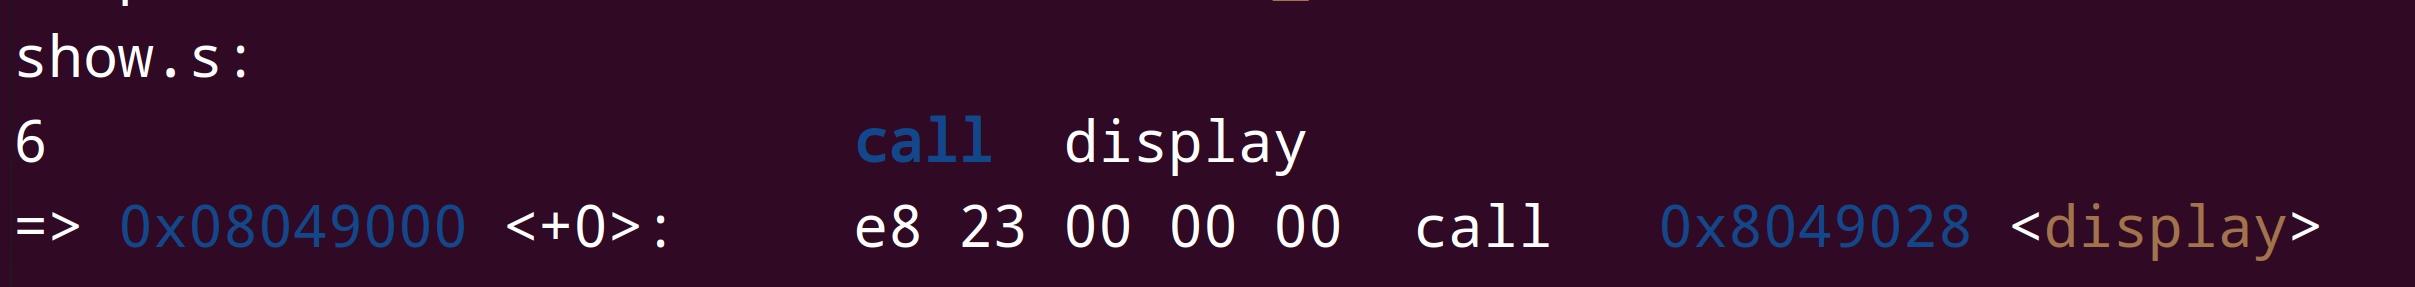 show.s:
6 call display
=> 0x08049000 <+0>: e8 23 00 00 00 call 0x8049028 <display>